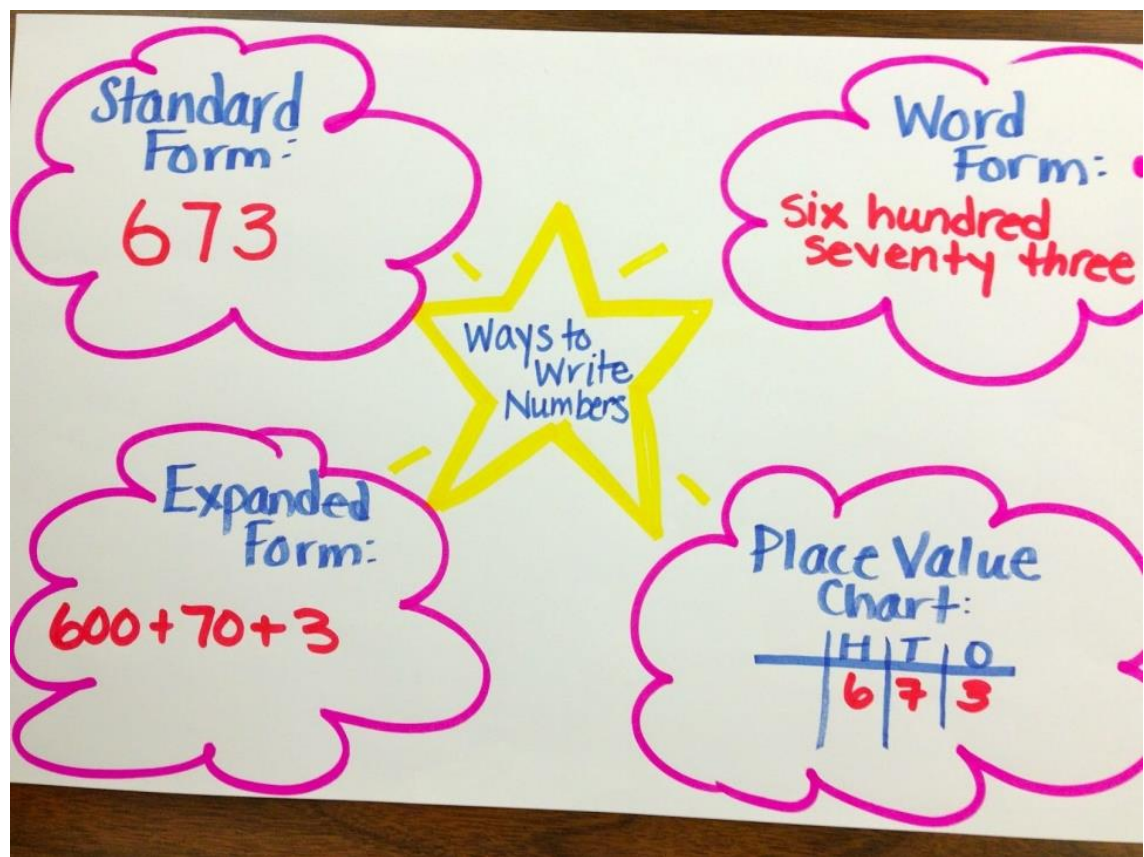 Standard
Form:
673
Word
Form:
six hundred
seventy three
Ways to
Write
Numbers
Expanded
Form:
600+70+3
Place Value
Chart:
H T O
6 7 3